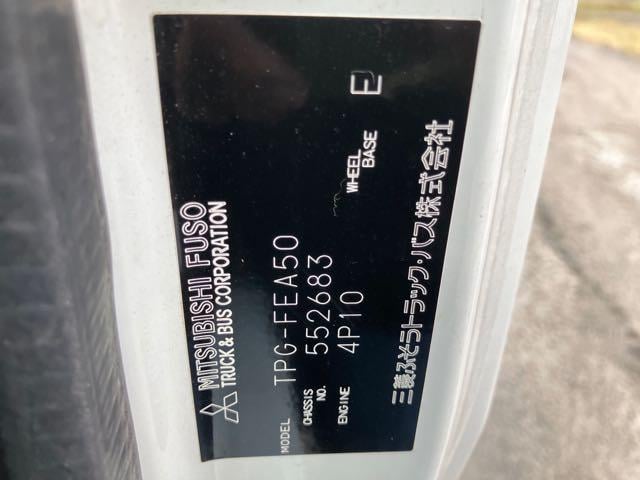 MITSUBISHI FUSO
TRUCK & BUS CORPORATION
MODEL TPG-FEA50
CHASSIS NO. 552683
ENGINE 4P10 WHEEL BASE E
三菱ふそうトラック・バス株式会社